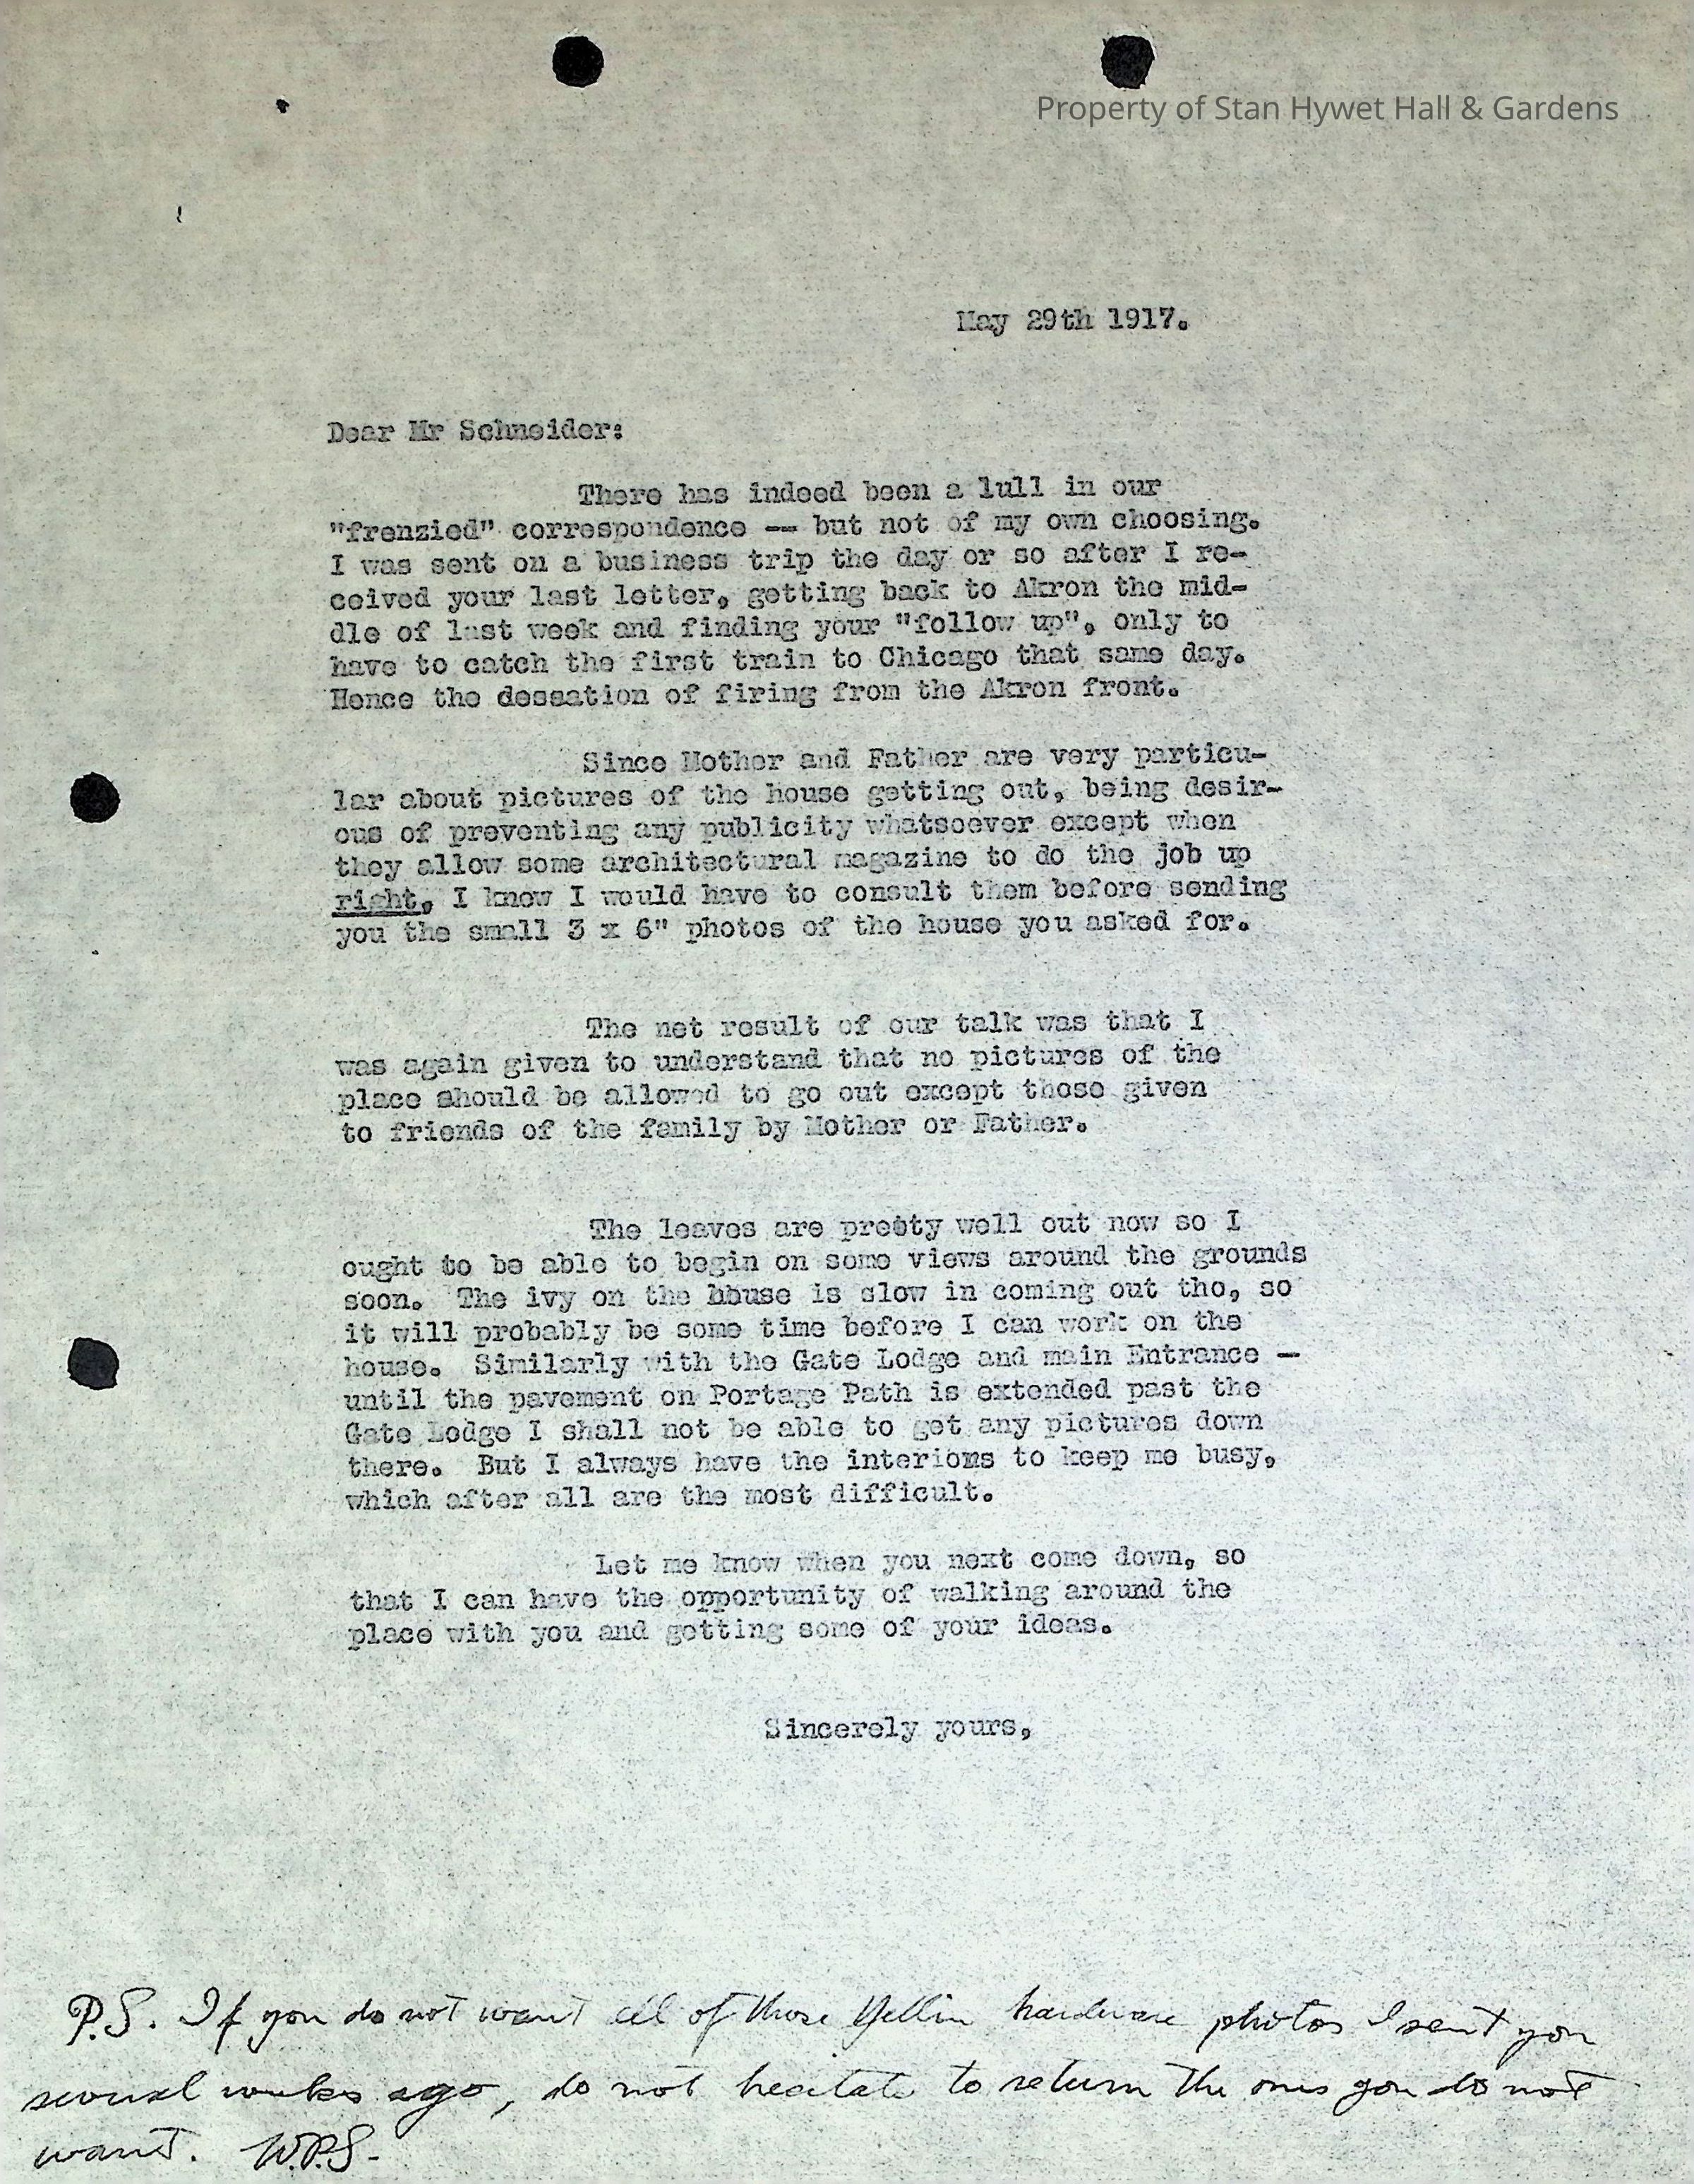 Property of Stan Hywet Hall & Gardens
May 29th 1917.
Dear Mr Schneider:
There has indeed been a lull in our
"frenzied" correspondence -- but not of my own choosing.
I was sent on a business trip the day or so after I re-
ceived your last letter, getting back to Akron the mid-
dle of last week and finding your "follow up", only to
have to catch the first train to Chicago that same day.
Hence the dessation of firing from the Akron front.
Since Mother and Father are very particu-
lar about pictures of the house getting out, being desir-
ous of preventing any publicity whatsoever except when
they allow some architectural magazine to do the job up
right, I know I would have to consult them before sending
you the small 3 x 6" photos of the house you asked for.
The net result of our talk was that I
was again given to understand that no pictures of the
place should be allowed to go out except those given
to friends of the family by Mother or Father.
The leaves are pretty well out now so I
ought to be able to begin on some views around the grounds
soon. The ivy on the house is slow in coming out tho, so
it will probably be some time before I can work on the
house. Similarly with the Gate Lodge and main Entrance -
until the pavement on Portage Path is extended past the
Gate Lodge I shall not be able to get any pictures down
there. But I always have the interiors to keep me busy,
which after all are the most difficult.
Let me know when you next come down, so
that I can have the opportunity of walking around the
place with you and getting some of your ideas.
Sincerely yours,
P.S. If you do not want all of those Yellin hardware photos I sent you
several weeks ago, do not hesitate to return the ones you do not
want. W.P.S-